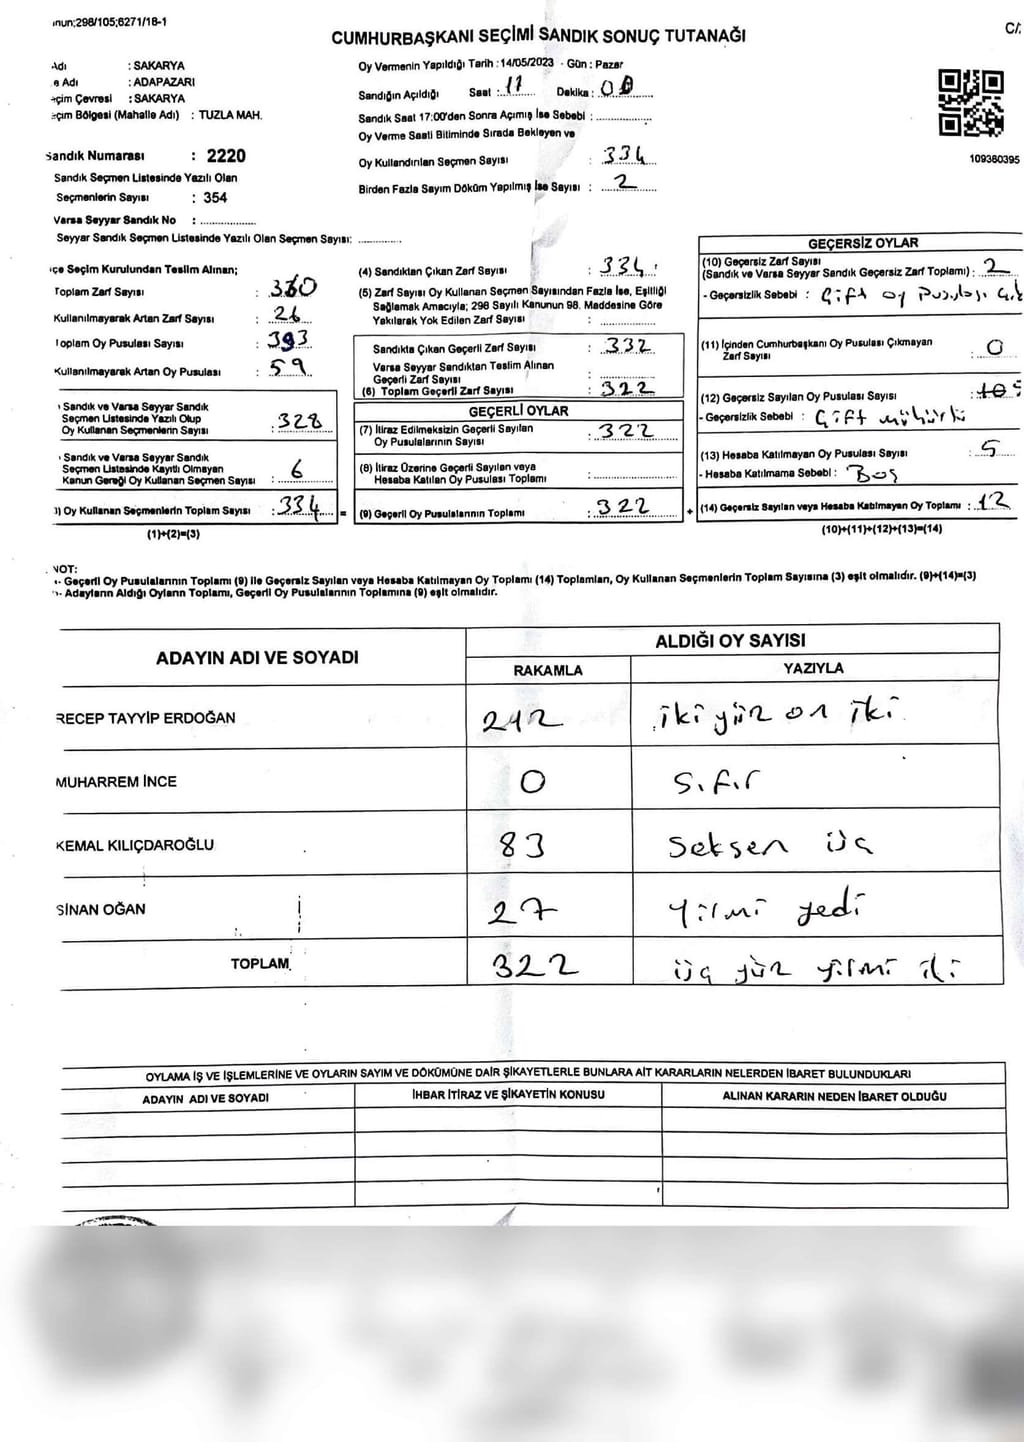 anun;298/105;6271/18-1
CUMHURBAŞKANI SEÇİMİ SANDIK SONUÇ TUTANAĞI
C/
Adı : SAKARYA
e Adı : ADAPAZARI
eçim Çevresi : SAKARYA
eçim Bölgesi (Mahalle Adı) : TUZLA MAH.
Sandık Numarası : 2220
Sandık Seçmen Listesinde Yazılı Olan
Seçmenlerin Sayısı : 354
Varsa Seyyar Sandık No : ................
Seyyar Sandık Seçmen Listesinde Yazılı Olan Seçmen Sayısı: ............
Oy Vermenin Yapıldığı Tarih : 14/05/2023 - Gün : Pazar
Sandığın Açıldığı Saat : 17 Dakika : 00
Sandık Saat 17:00'den Sonra Açımış İse Sebebi : ................
Oy Verme Saati Bitiminde Sırada Bekleyen ve
Oy Kullandırılan Seçmen Sayısı : 334
Birden Fazla Sayım Döküm Yapılmış İse Sayısı : 2
109360395
İçe Seçim Kurulundan Teslim Alınan;
Toplam Zarf Sayısı : 360
Kullanılmayarak Artan Zarf Sayısı : 26
Toplam Oy Pusulası Sayısı : 393
Kullanılmayarak Artan Oy Pusulası : 59
) Sandık ve Varsa Seyyar Sandık
Seçmen Listesinde Yazılı Olup
Oy Kullanan Seçmenlerin Sayısı : 328
) Sandık ve Varsa Seyyar Sandık
Seçmen Listesinde Kayıtlı Olmayan
Kanun Gereği Oy Kullanan Seçmen Sayısı : 6
3) Oy Kullanan Seçmenlerin Toplam Sayısı : 334 =
(1)+(2)=(3)
(4) Sandıktan Çıkan Zarf Sayısı : 334
(5) Zarf Sayısı Oy Kullanan Seçmen Sayısından Fazla İse, Eşitliği
Sağlamak Amacıyla; 298 Sayılı Kanunun 98. Maddesine Göre
Yakılarak Yok Edilen Zarf Sayısı : ................
Sandıkta Çıkan Geçerli Zarf Sayısı : 332
Varsa Seyyar Sandıktan Teslim Alınan
Geçerli Zarf Sayısı : ................
(6) Toplam Geçerli Zarf Sayısı : 322
GEÇERLİ OYLAR
(7) İtiraz Edilmeksizin Geçerli Sayılan
Oy Pusulalarının Sayısı : 322
(8) İtiraz Üzerine Geçerli Sayılan veya
Hesaba Katılan Oy Pusulası Toplamı : ................
(9) Geçerli Oy Pusulalarının Toplamı : 322 +
GEÇERSİZ OYLAR
(10) Geçersiz Zarf Sayısı
(Sandık ve Varsa Seyyar Sandık Geçersiz Zarf Toplamı) : 2
- Geçersizlik Sebebi : Çift oy pusulası çık
(11) İçinden Cumhurbaşkanı Oy Pusulası Çıkmayan
Zarf Sayısı : 0
(12) Geçersiz Sayılan Oy Pusulası Sayısı : 10 5
- Geçersizlik Sebebi : Çift mühürlü
(13) Hesaba Katılmayan Oy Pusulası Sayısı : 5
- Hesaba Katılmama Sebebi : Boş
(14) Geçersiz Sayılan veya Hesaba Katılmayan Oy Toplamı : 12
(10)+(11)+(12)+(13)=(14)
NOT:
- Geçerli Oy Pusulalarının Toplamı (9) ile Geçersiz Sayılan veya Hesaba Katılmayan Oy Toplamı (14) Toplamları, Oy Kullanan Seçmenlerin Toplam Sayısına (3) eşit olmalıdır. (9)+(14)=(3)
- Adayların Aldığı Oyların Toplamı, Geçerli Oy Pusulalarının Toplamına (9) eşit olmalıdır.
ADAYIN ADI VE SOYADI ALDIĞI OY SAYISI
RAKAMLA YAZIYLA
RECEP TAYYİP ERDOĞAN 212 iki yüz on iki
MUHARREM İNCE 0 Sıfır
KEMAL KILIÇDAROĞLU 83 Seksen üç
SİNAN OĞAN 27 Yirmi yedi
TOPLAM 322 üç yüz yirmi iki
OYLAMA İŞ VE İŞLEMLERİNE VE OYLARIN SAYIM VE DÖKÜMÜNE DAİR ŞİKAYETLERLE BUNLARA AİT KARARLARIN NELERDEN İBARET BULUNDUKLARI
ADAYIN ADI VE SOYADI İHBAR İTİRAZ VE ŞİKAYETİN KONUSU ALINAN KARARIN NEDEN İBARET OLDUĞU